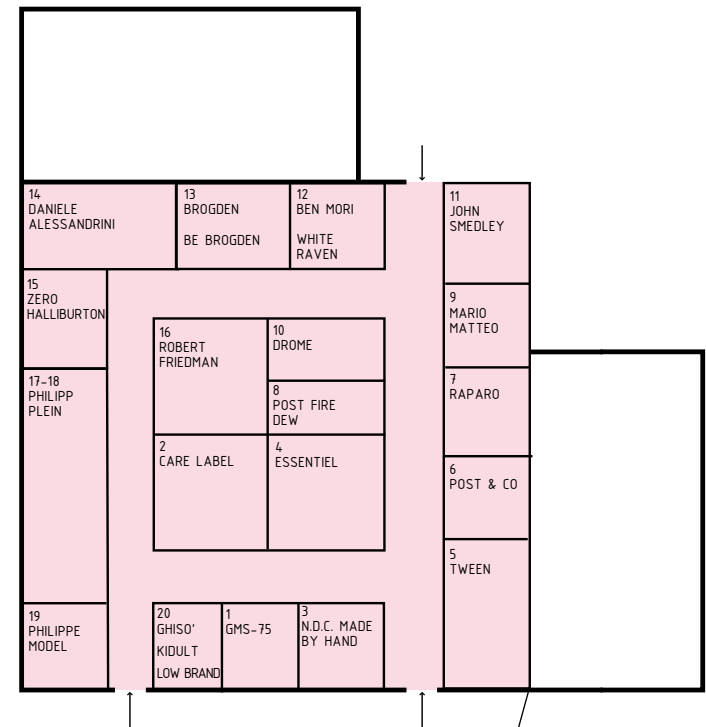 14
DANIELE
ALESSANDRINI
13
BROGDEN
BE BROGDEN
12
BEN MORI
WHITE
RAVEN
11
JOHN
SMEDLEY
15
ZERO
HALLIBURTON
9
MARIO
MATTEO
16
ROBERT
FRIEDMAN
10
DROME
17-18
PHILIPP
PLEIN
7
RAPARO
8
POST FIRE
DEW
2
CARE LABEL
4
ESSENTIEL
6
POST & CO
5
TWEEN
19
PHILIPPE
MODEL
20
GHISO'
KIDULT
LOW BRAND
1
GMS-75
3
N.D.C. MADE
BY HAND